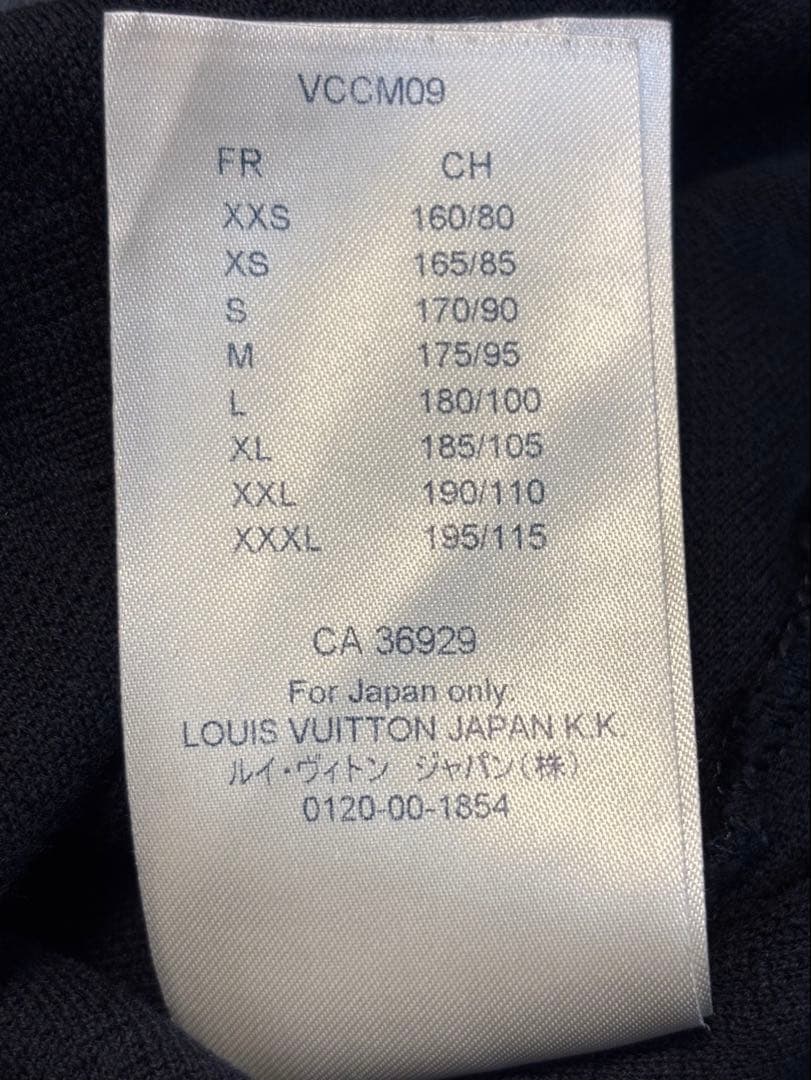 VCCM09
FR CH
XXS 160/80
XS 165/85
S 170/90
M 175/95
L 180/100
XL 185/105
XXL 190/110
XXXL 195/115
CA 36929
For Japan only.
LOUIS VUITTON JAPAN K.K.
ルイ・ヴィトン ジャパン(株)
0120-00-1854